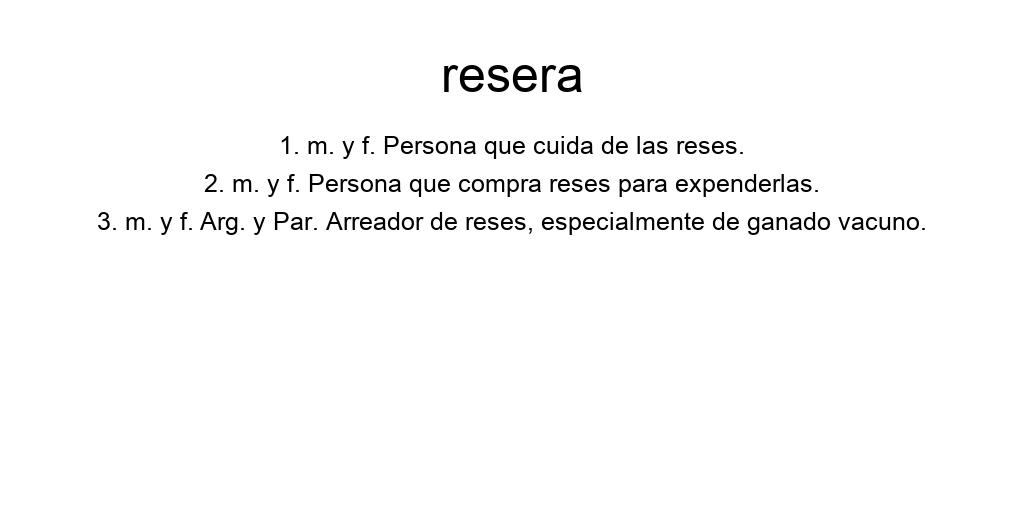 resera
1. m. y f. Persona que cuida de las reses.
2. m. y f. Persona que compra reses para expenderlas.
3. m. y f. Arg. y Par. Arreador de reses, especialmente de ganado vacuno.